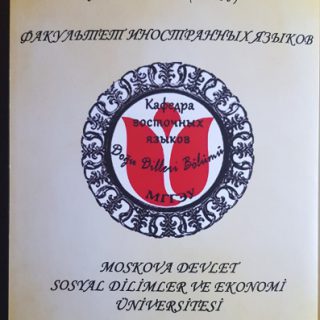 ФАКУЛЬТЕТ ИНОСТРАННЫХ ЯЗЫКОВ
Кафедра
восточных
языков
Doğu Dilleri Bölümü
МГГЭУ
MOSKOVA DEVLET
SOSYAL DİLİMLER VE EKONOMİ
ÜNİVERSİTESİ